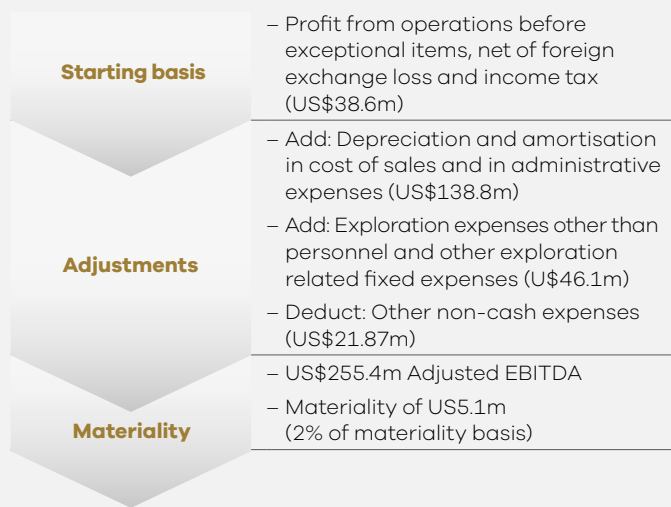 Starting basis
– Profit from operations before
exceptional items, net of foreign
exchange loss and income tax
(US$38.6m)
Adjustments
– Add: Depreciation and amortisation
in cost of sales and in administrative
expenses (US$138.8m)
– Add: Exploration expenses other than
personnel and other exploration
related fixed expenses (U$46.1m)
– Deduct: Other non-cash expenses
(US$21.87m)
Materiality
– US$255.4m Adjusted EBITDA
– Materiality of US5.1m
(2% of materiality basis)